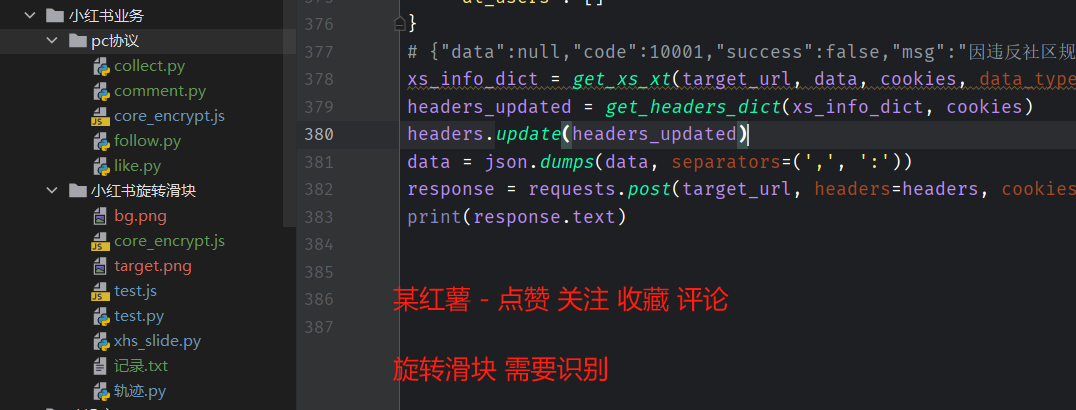 小红书业务
pc协议
collect.py
comment.py
core_encrypt.js
follow.py
like.py
小红书旋转滑块
bg.png
core_encrypt.js
target.png
test.js
test.py
xhs_slide.py
记录.txt
轨迹.py
376 }
377 # {"data":null,"code":10001,"success":false,"msg":"因违反社区规
378 xs_info_dict = get_xs_xt(target_url, data, cookies, data_type
379 headers_updated = get_headers_dict(xs_info_dict, cookies)
380 headers.update(headers_updated)
381 data = json.dumps(data, separators=(',', ':'))
382 response = requests.post(target_url, headers=headers, cookies
383 print(response.text)
384
385
386
387
某红薯 - 点赞 关注 收藏 评论
旋转滑块 需要识别